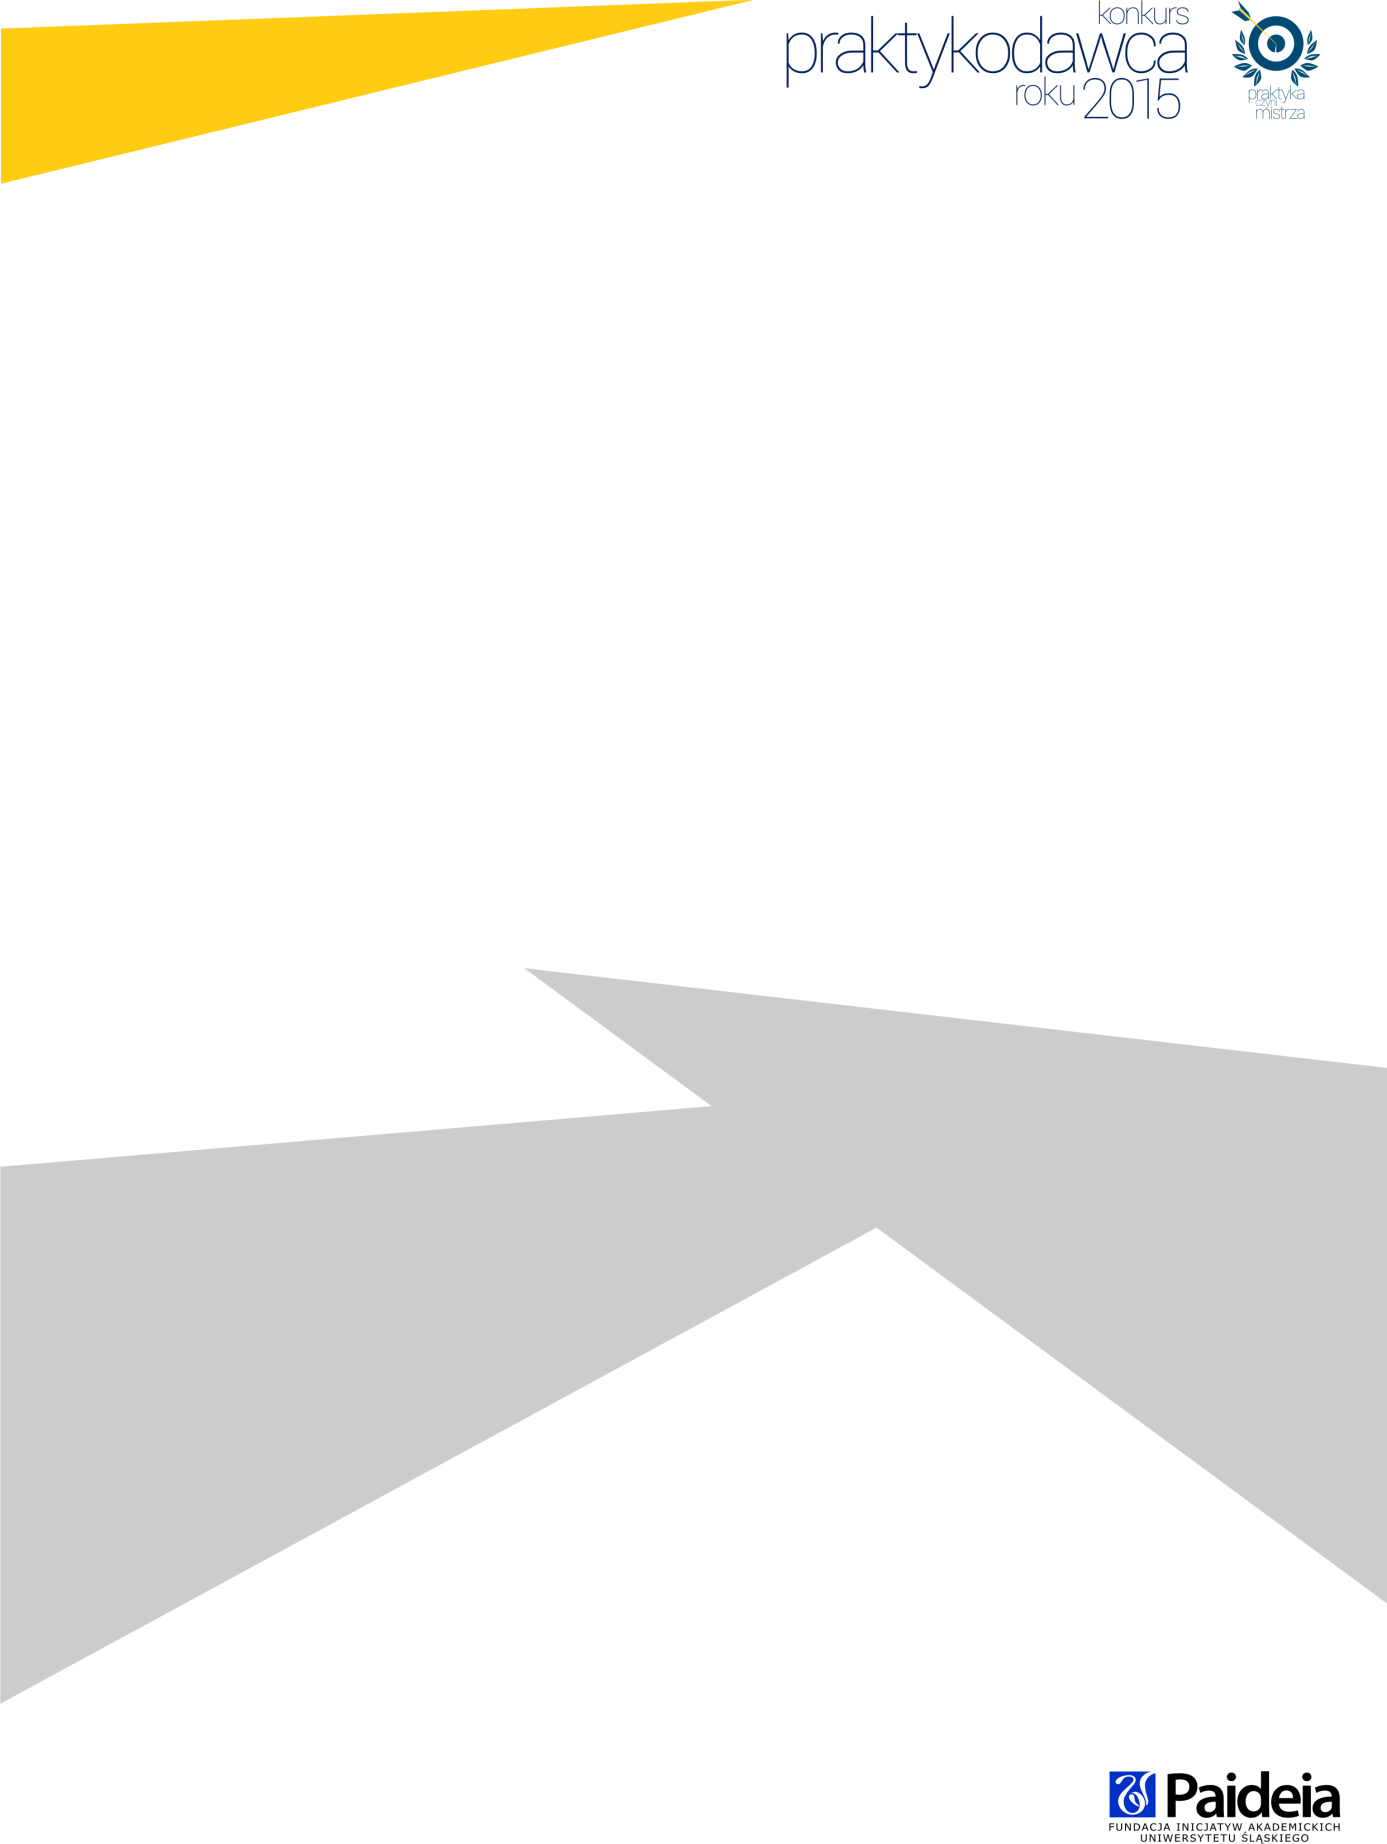 konkurs
praktykodawca
roku 2015
praktyka
czyni
mistrza
Paideia
FUNDACJA INICJATYW AKADEMICKICH
UNIWERSYTETU ŚLĄSKIEGO